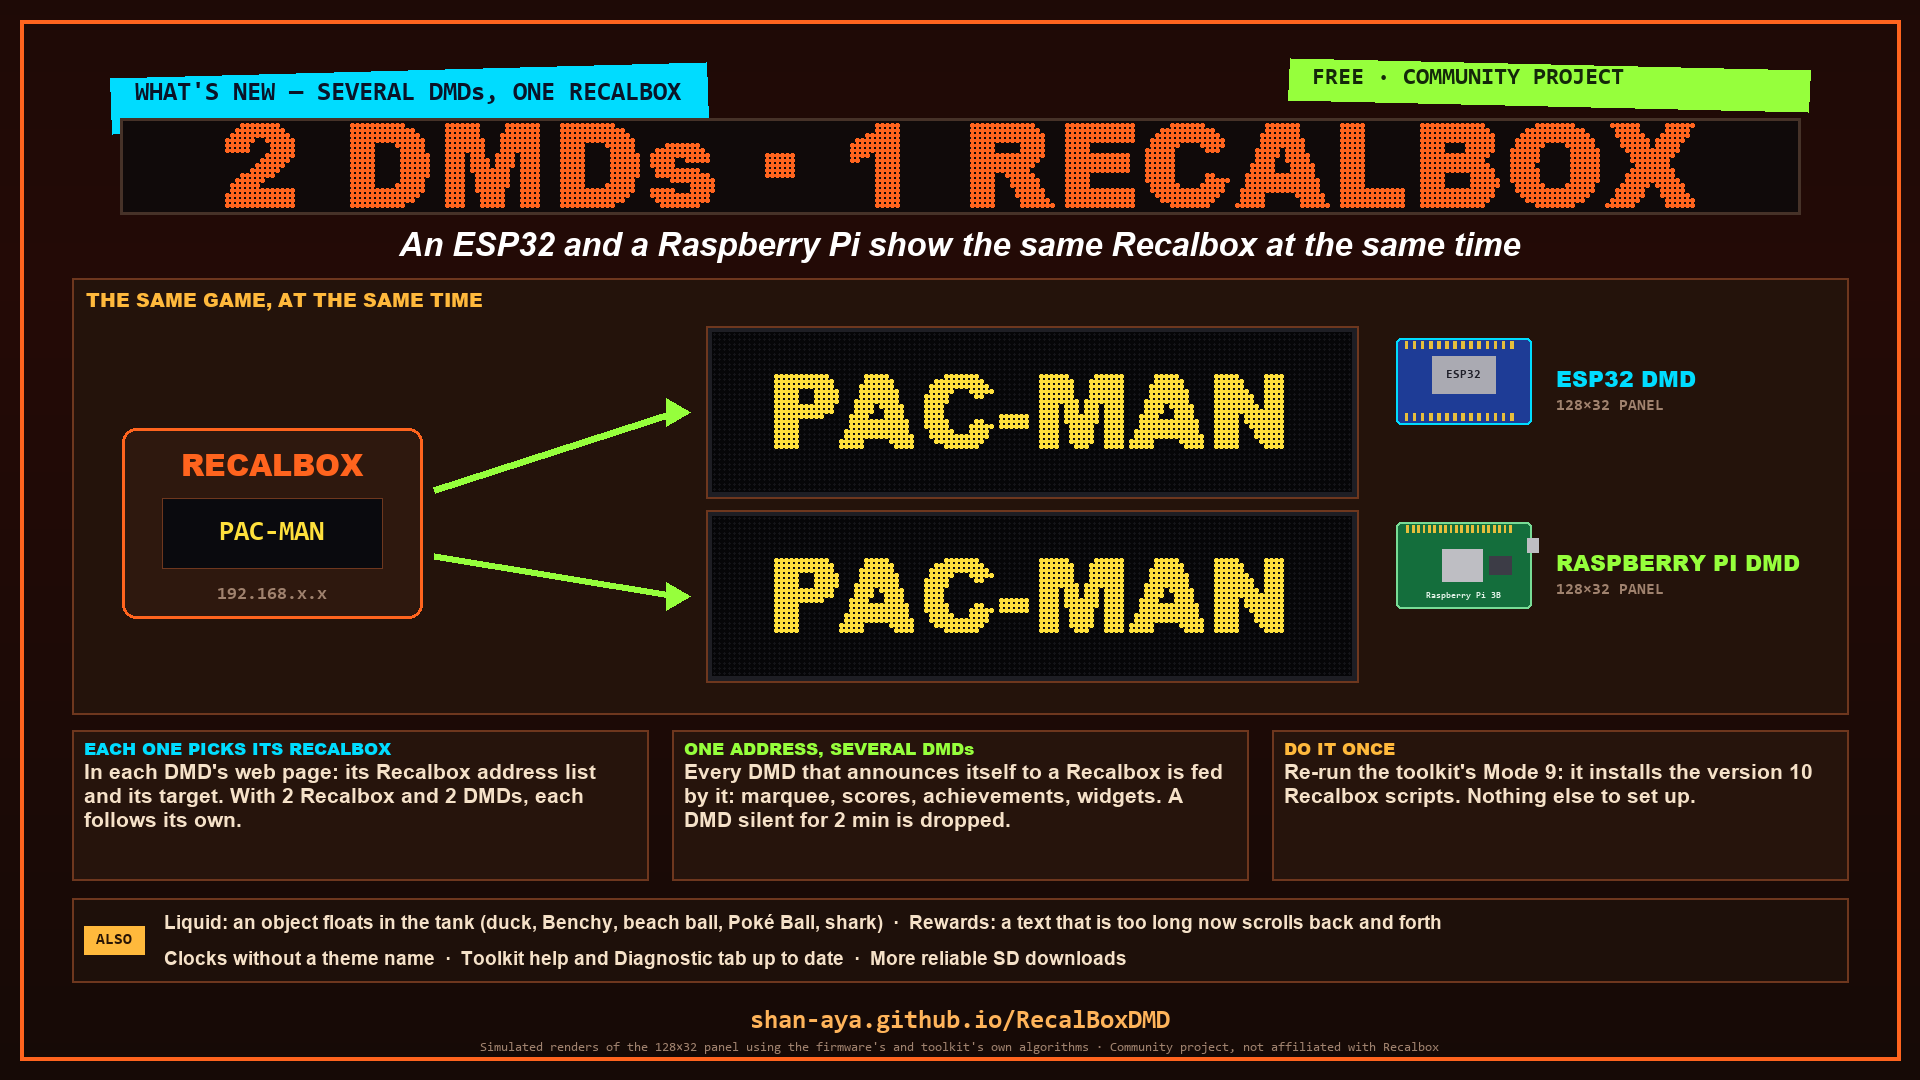 WHAT'S NEW — SEVERAL DMDs, ONE RECALBOX
FREE · COMMUNITY PROJECT
2 DMDs · 1 RECALBOX
An ESP32 and a Raspberry Pi show the same Recalbox at the same time
THE SAME GAME, AT THE SAME TIME
RECALBOX
PAC-MAN
192.168.x.x
PAC-MAN
ESP32
ESP32 DMD
128×32 PANEL
PAC-MAN
Raspberry Pi 3B
RASPBERRY PI DMD
128×32 PANEL
EACH ONE PICKS ITS RECALBOX
In each DMD's web page: its Recalbox address list
and its target. With 2 Recalbox and 2 DMDs, each
follows its own.
ONE ADDRESS, SEVERAL DMDs
Every DMD that announces itself to a Recalbox is fed
by it: marquee, scores, achievements, widgets. A
DMD silent for 2 min is dropped.
DO IT ONCE
Re-run the toolkit's Mode 9: it installs the version 10
Recalbox scripts. Nothing else to set up.
ALSO
Liquid: an object floats in the tank (duck, Benchy, beach ball, Poké Ball, shark) · Rewards: a text that is too long now scrolls back and forth
Clocks without a theme name · Toolkit help and Diagnostic tab up to date · More reliable SD downloads
shan-aya.github.io/RecalBoxDMD
Simulated renders of the 128×32 panel using the firmware's and toolkit's own algorithms · Community project, not affiliated with Recalbox